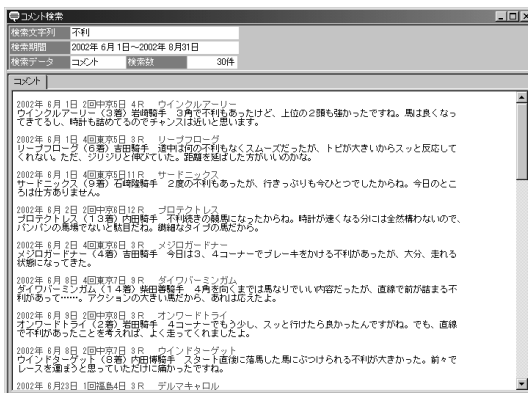 コメント検索
検索文字列 不利
検索期間 2002年 6月 1日～2002年 8月31日
検索データ コメント 検索数 30件
コメント
2002年 6月 1日 2回中京5日 4R ウインクルアーリー
ウインクルアーリー（3着）岩崎騎手 3角で不利もあったけど、上位の2頭も強かったですね。馬は良くなっ
てきてるし、時計も詰めてるのでチャンスは近いと思います。
2002年 6月 1日 4回東京5日 3R リープフローグ
リープフローグ（6着）吉田騎手 道中は何の不利もなくスムーズだったが、トビが大きいからスッと反応して
くれない。ただ、ジリジリと伸びていた。距離を延ばした方がいいのかな。
2002年 6月 1日 4回東京5日11R サードニックス
サードニックス（9着）石崎隆騎手 2度の不利もあったが、行きっぷりも今ひとつでしたからね。今日のとこ
ろは仕方ありません。
2002年 6月 2日 2回中京6日12R プロテクトレス
プロテクトレス（13着）内田騎手 不利続きの競馬になったからね。時計が速くなる分には全然構わないので、
パンパンの馬場でないと駄目だね。繊細なタイプの馬だから。
2002年 6月 2日 4回東京6日 3R メジロガードナー
メジロガードナー（4着）吉田騎手 今日は3、4コーナーでブレーキをかける不利があったが、大分、走れる
状態になってきた。
2002年 6月 8日 4回東京7日 9R ダイワバーミンガム
ダイワバーミンガム（14着）柴田善騎手 4角を向くまでは馬なりでいい内容だったが、直線で前が詰まる不
利があって……。アクションの大きい馬だから、あれは応えたよ。
2002年 6月 9日 2回中京8日 3R オンワードトライ
オンワードトライ（2着）岩田騎手 4コーナーでもう少し、スッと行けたら良かったんですがね。でも、直線
で不利があったことを考えれば、よく走ってくれましたよ。
2002年 6月 8日 2回中京7日 3R ウインドターゲット
ウインドターゲット（8着）内田博騎手 スタート直後に落馬した馬にぶつけられる不利が大きかった。前々で
レースを運ぼうと思っていただけに痛かったですね。
2002年 6月23日 1回福島4日 3R デルマキャロル